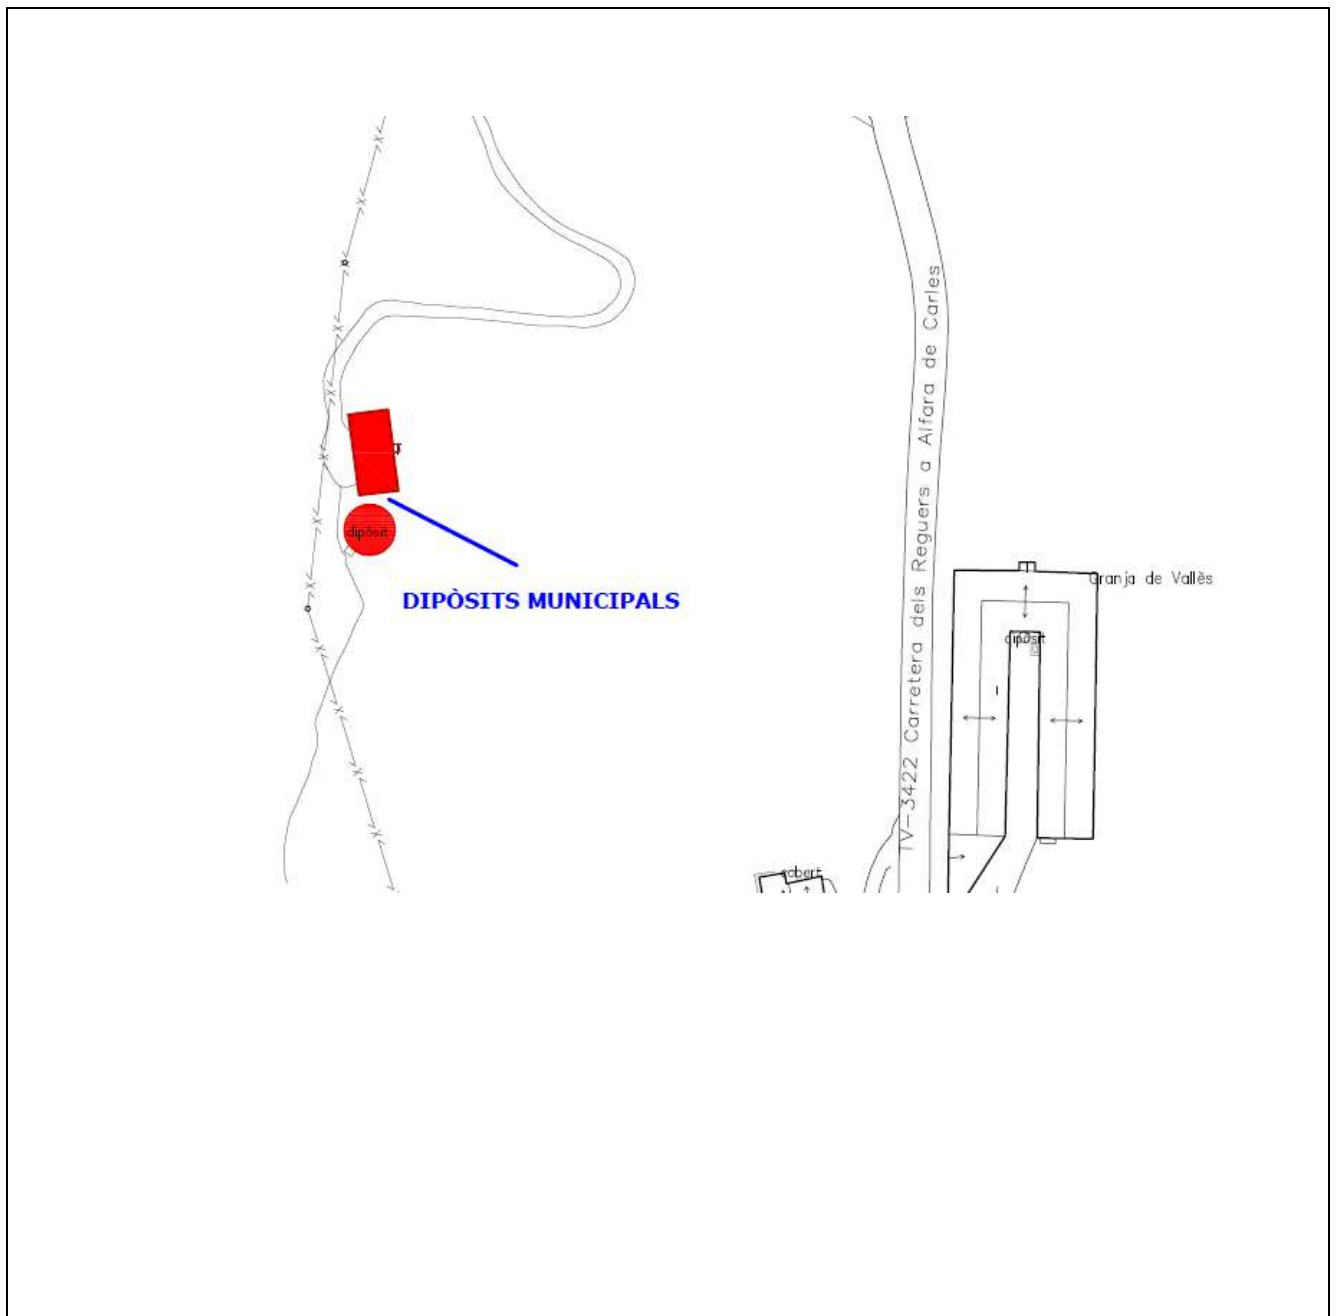 TV-3422 Carretera dels Reguers a Alfara de Carles
dipòsit
Granja de Vallès
DIPÒSITS MUNICIPALS
dipòsit
cobert